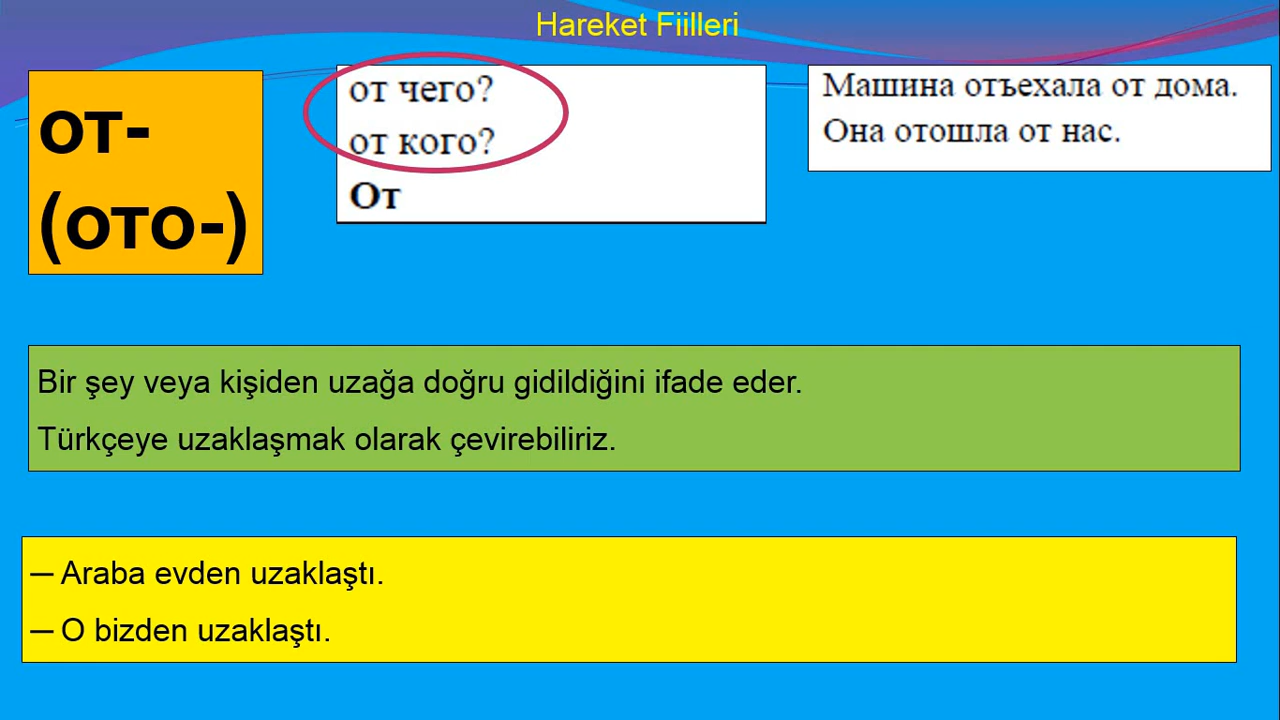 Hareket Fiilleri
от-
(ото-)
от чего?
от кого?
От
Машина отъехала от дома.
Она отошла от нас.
Bir şey veya kişiden uzağa doğru gidildiğini ifade eder.
Türkçeye uzaklaşmak olarak çevirebiliriz.
─ Araba evden uzaklaştı.
─ O bizden uzaklaştı.